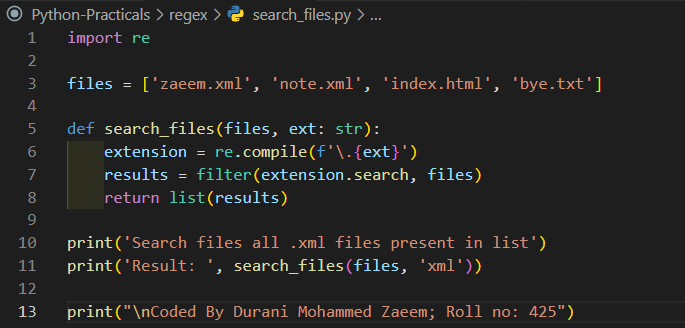 Python-Practicals > regex > search_files.py > ...
1 import re
2
3 files = ['zaeem.xml', 'note.xml', 'index.html', 'bye.txt']
4
5 def search_files(files, ext: str):
6     extension = re.compile(f'\.{ext}')
7     results = filter(extension.search, files)
8     return list(results)
9
10 print('Search files all .xml files present in list')
11 print('Result: ', search_files(files, 'xml'))
12
13 print("\nCoded By Durani Mohammed Zaeem; Roll no: 425")